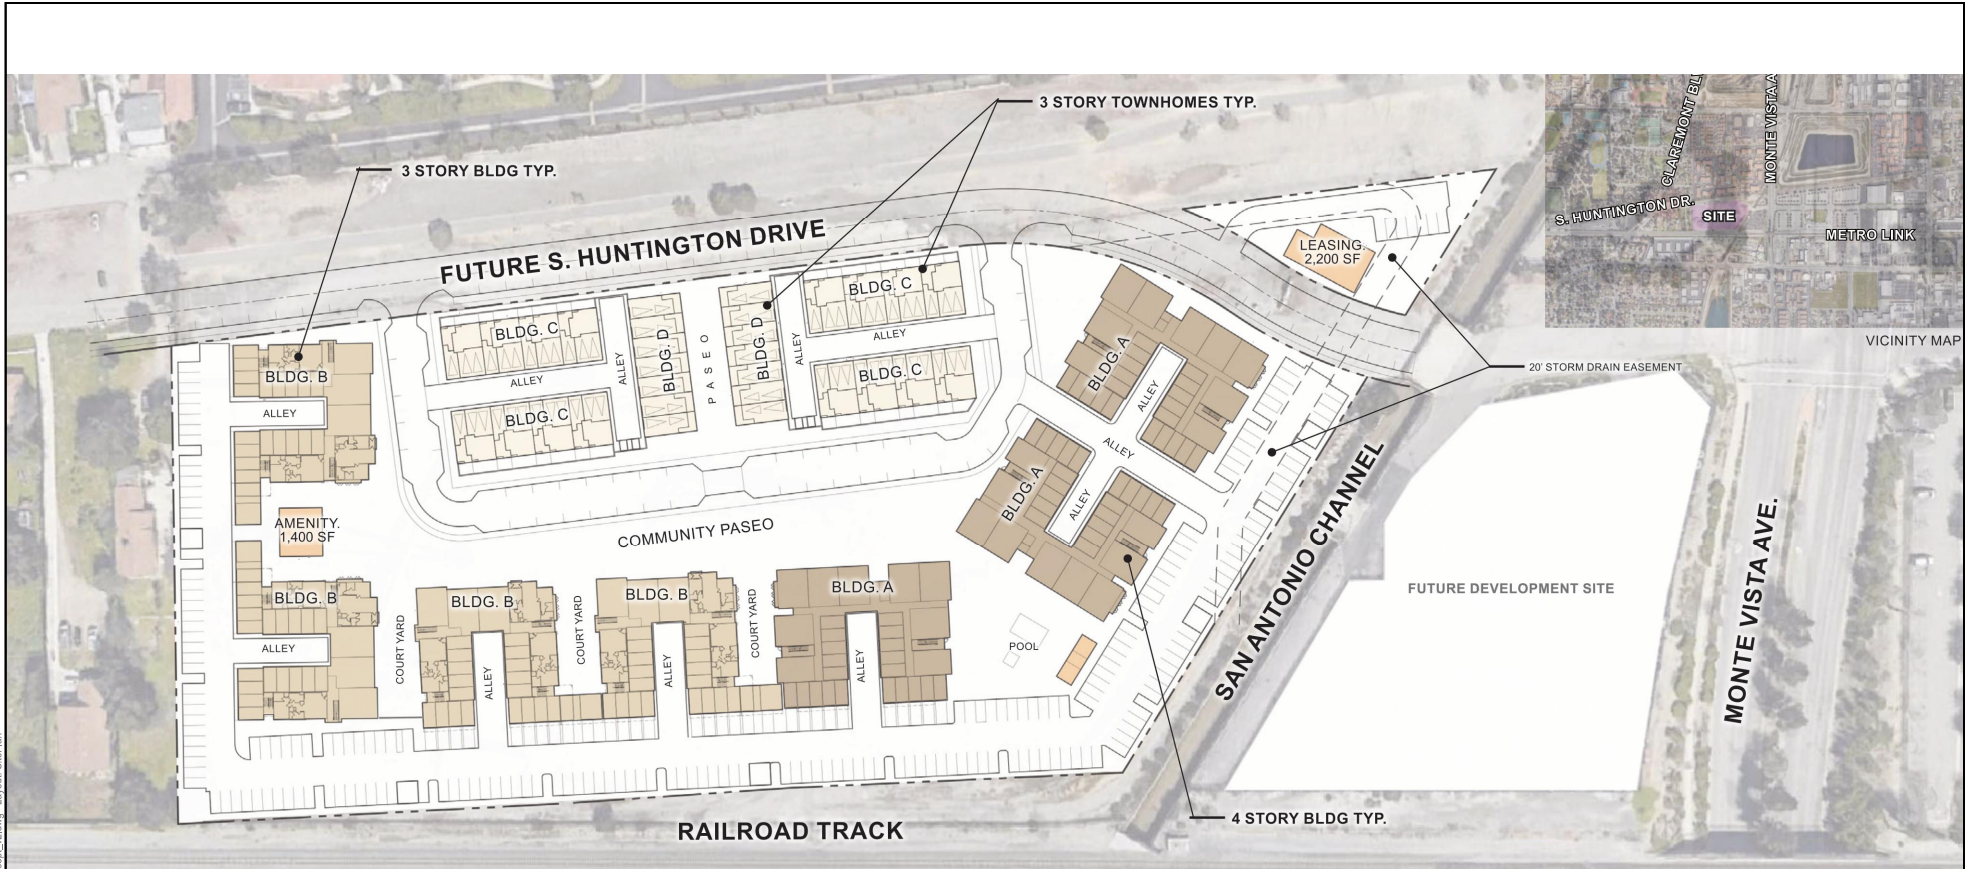 3 STORY TOWNHOMES TYP.
3 STORY BLDG TYP.
FUTURE S. HUNTINGTON DRIVE
CLAREMONT BL
MONTE VISTA A
S. HUNTINGTON DR.
SITE
METRO LINK
VICINITY MAP
LEASING.
2,200 SF
20' STORM DRAIN EASEMENT
BLDG. C
BLDG. C
BLDG. C
BLDG. C
BLDG. D
BLDG. D
PASEO
ALLEY
ALLEY
ALLEY
ALLEY
BLDG. B
ALLEY
BLDG. A
ALLEY
ALLEY
BLDG. A
ALLEY
AMENITY.
1,400 SF
COMMUNITY PASEO
BLDG. B
ALLEY
COURT YARD
BLDG. B
ALLEY
COURT YARD
BLDG. B
ALLEY
COURT YARD
BLDG. A
ALLEY
POOL
SAN ANTONIO CHANNEL
FUTURE DEVELOPMENT SITE
MONTE VISTA AVE.
4 STORY BLDG TYP.
RAILROAD TRACK